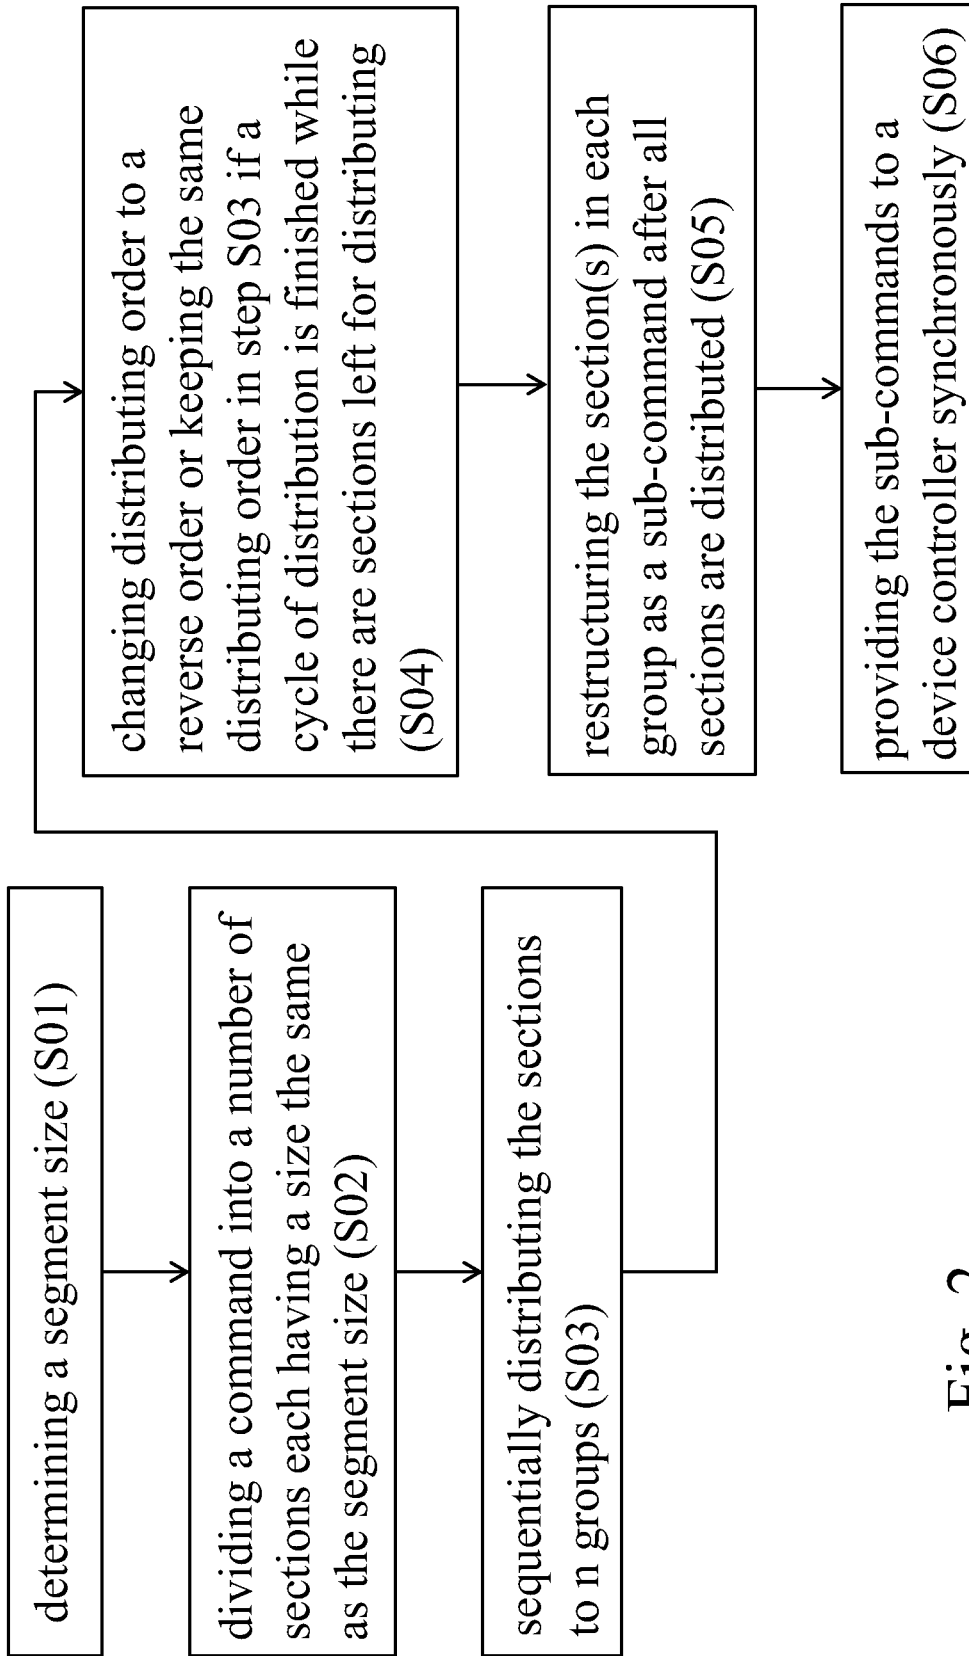 determining a segment size (S01)
dividing a command into a number of
sections each having a size the same
as the segment size (S02)
sequentially distributing the sections
to n groups (S03)
changing distributing order to a
reverse order or keeping the same
distributing order in step S03 if a
cycle of distribution is finished while
there are sections left for distributing
(S04)
restructuring the section(s) in each
group as a sub-command after all
sections are distributed (S05)
providing the sub-commands to a
device controller synchronously (S06)
Fig. 2